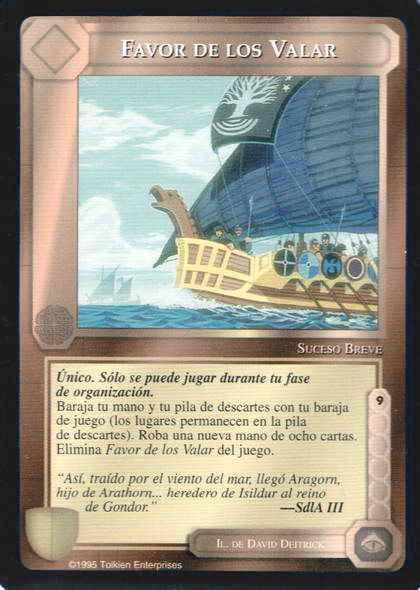 FAVOR DE LOS VALAR
SUCESO BREVE
Único. Sólo se puede jugar durante tu fase
de organización.
Baraja tu mano y tu pila de descartes con tu baraja
de juego (los lugares permanecen en la pila
de descartes). Roba una nueva mano de ocho cartas.
Elimina Favor de los Valar del juego.
9
“Así, traído por el viento del mar, llegó Aragorn,
hijo de Arathorn... heredero de Isildur al reino
de Gondor.” —SdlA III
IL. DE DAVID DEITRICK
©1995 Tolkien Enterprises